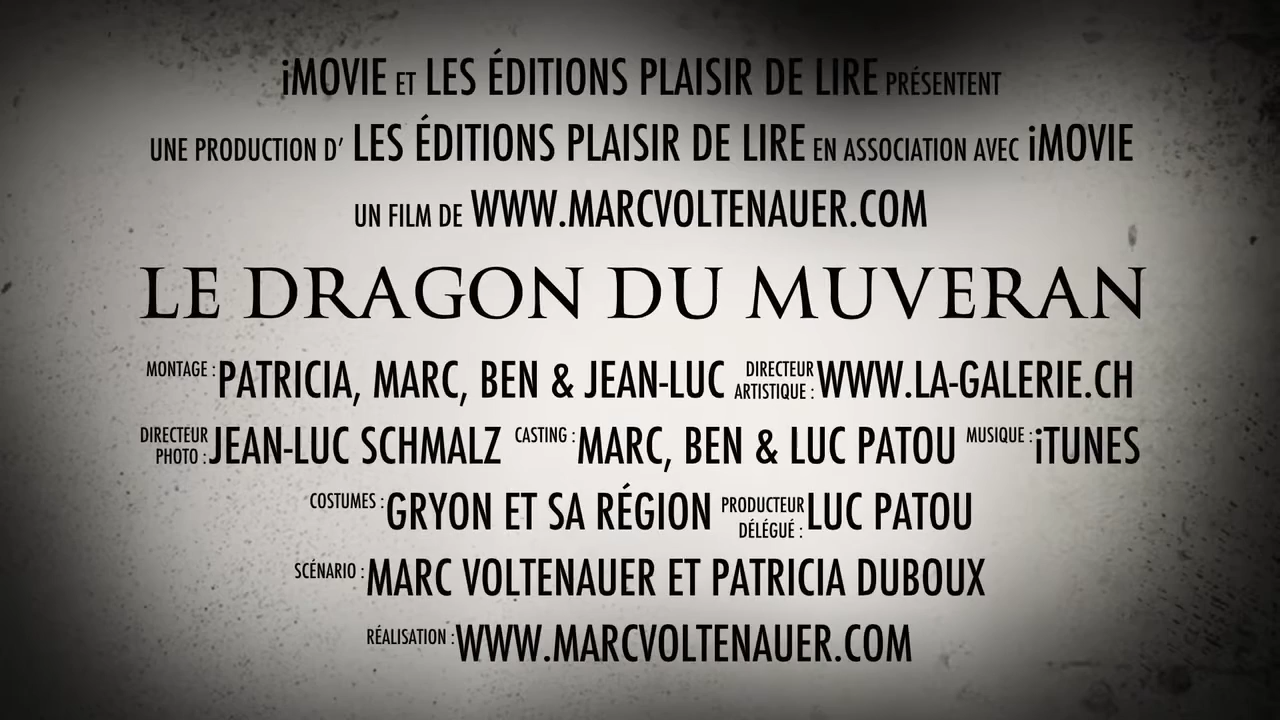 iMOVIE ET LES ÉDITIONS PLAISIR DE LIRE PRÉSENTENT
UNE PRODUCTION D’ LES ÉDITIONS PLAISIR DE LIRE EN ASSOCIATION AVEC iMOVIE
UN FILM DE WWW.MARCVOLTENAUER.COM
LE DRAGON DU MUVERAN
MONTAGE : PATRICIA, MARC, BEN & JEAN-LUC DIRECTEUR ARTISTIQUE : WWW.LA-GALERIE.CH
DIRECTEUR PHOTO : JEAN-LUC SCHMALZ CASTING : MARC, BEN & LUC PATOU MUSIQUE : iTUNES
COSTUMES : GRYON ET SA RÉGION PRODUCTEUR DÉLÉGUÉ : LUC PATOU
SCÉNARIO : MARC VOLTENAUER ET PATRICIA DUBOUX
RÉALISATION : WWW.MARCVOLTENAUER.COM